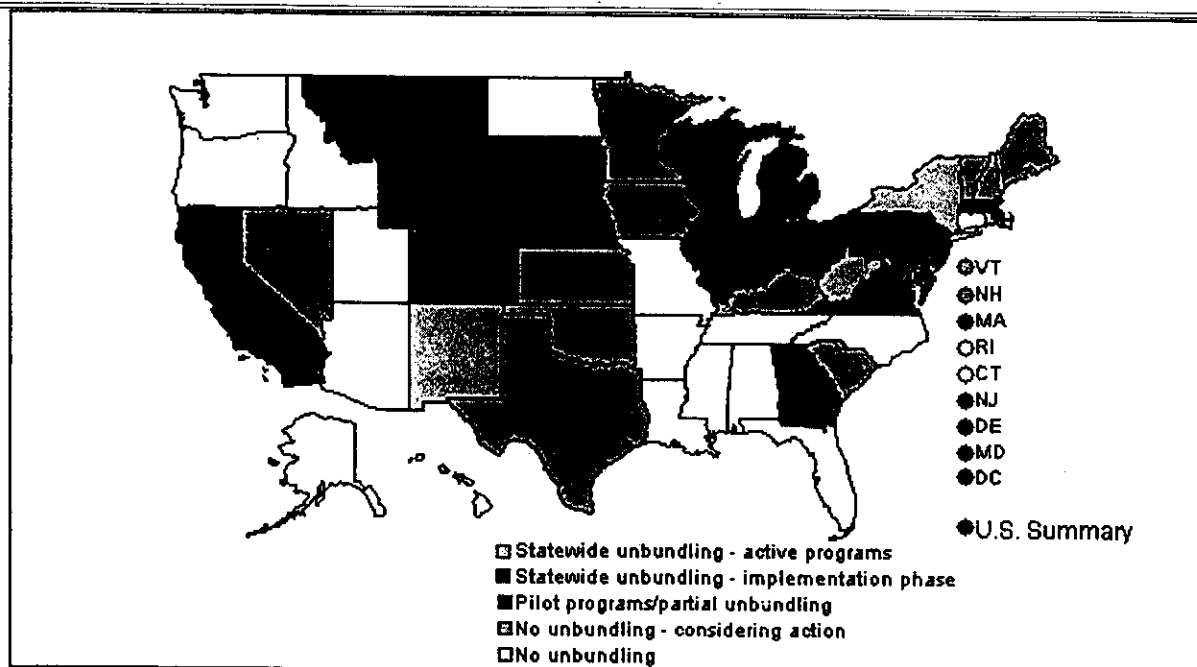 VT
NH
MA
RI
CT
NJ
DE
MD
DC
U.S. Summary
Statewide unbundling - active programs
Statewide unbundling - implementation phase
Pilot programs/partial unbundling
No unbundling - considering action
No unbundling